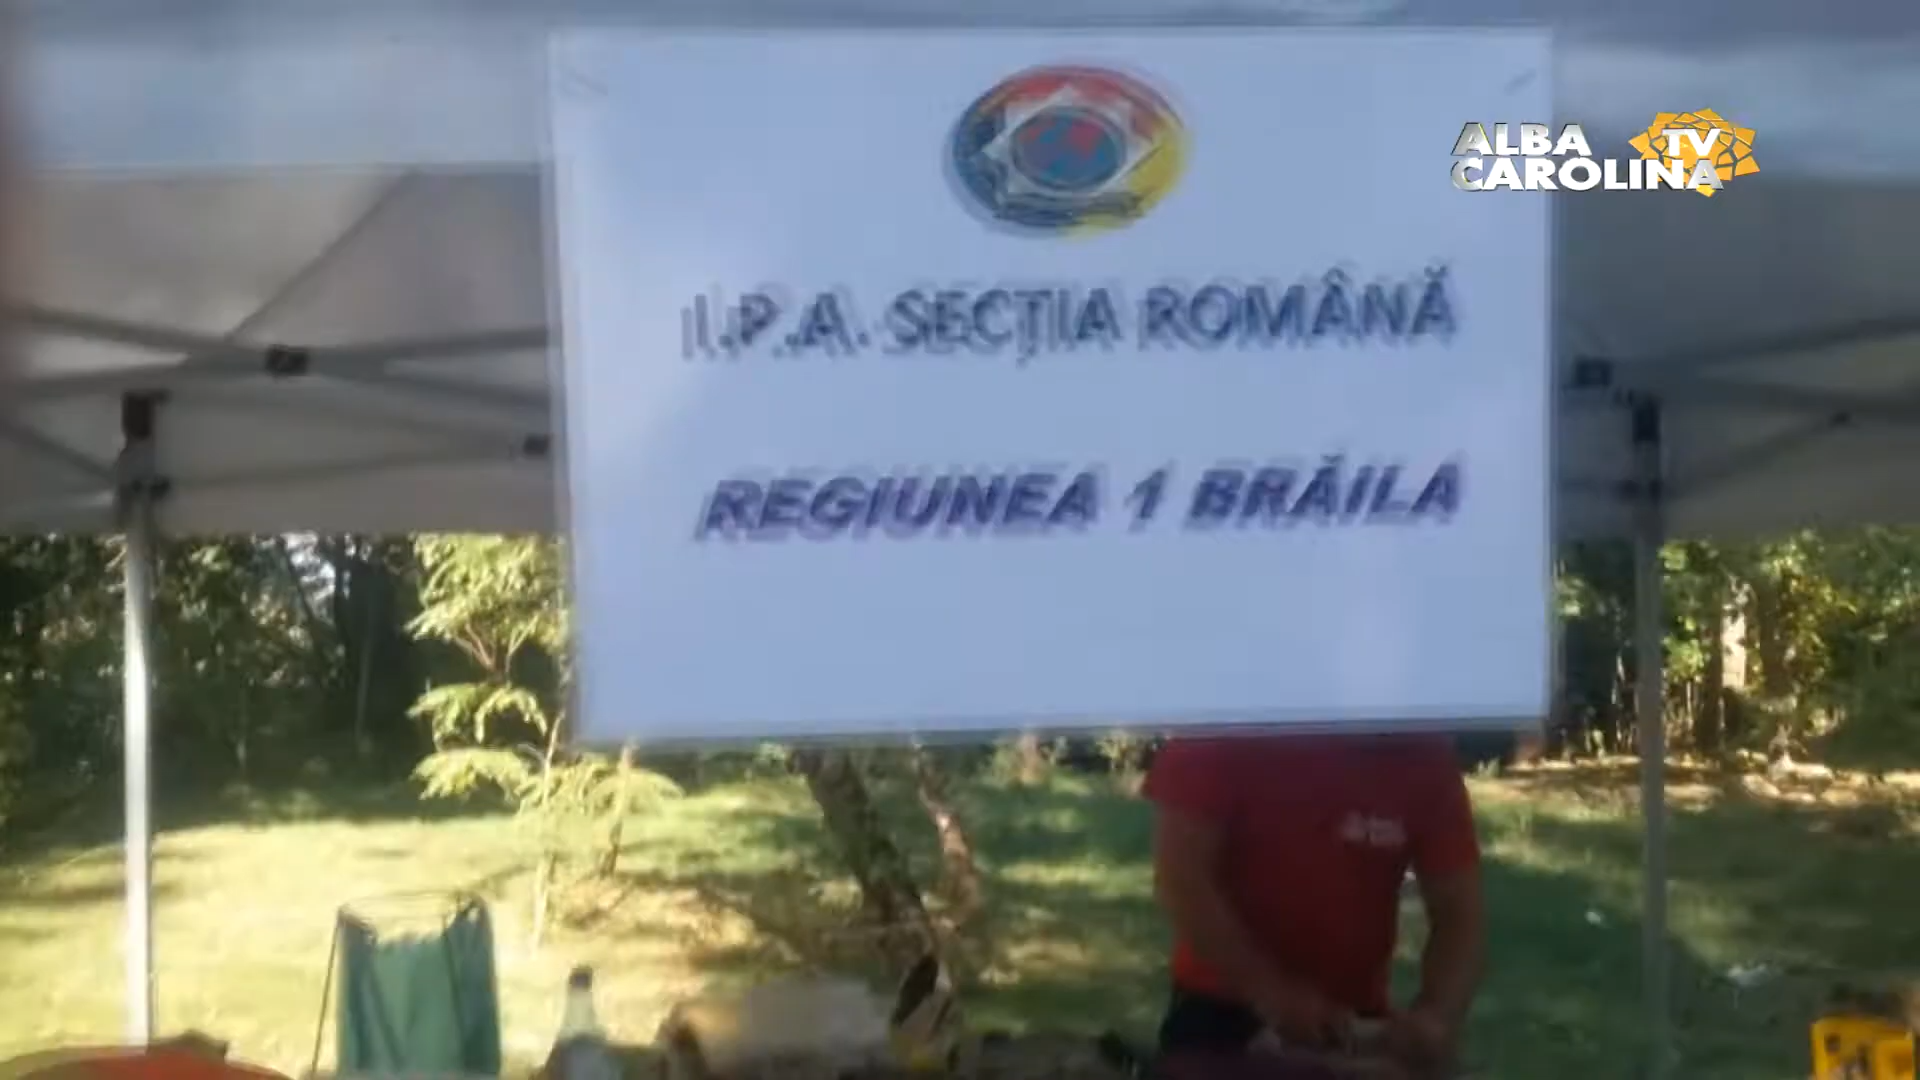 ALBA TV
CAROLINA
I.P.A. SECȚIA ROMÂNĂ
REGIUNEA 1 BRĂILA